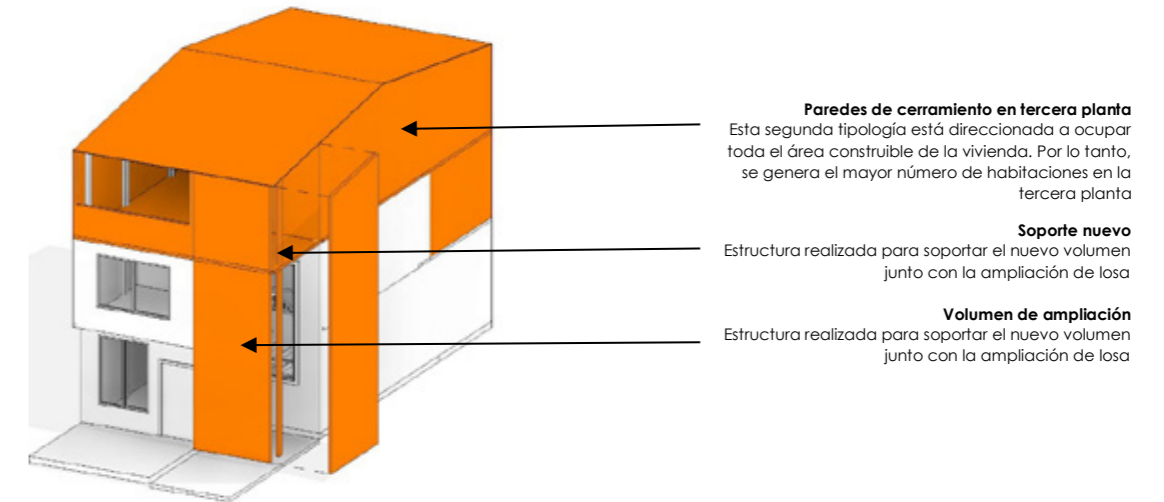 Paredes de cerramiento en tercera planta
Esta segunda tipología está direccionada a ocupar
toda el área construible de la vivienda. Por lo tanto,
se genera el mayor número de habitaciones en la
tercera planta
Soporte nuevo
Estructura realizada para soportar el nuevo volumen
junto con la ampliación de losa
Volumen de ampliación
Estructura realizada para soportar el nuevo volumen
junto con la ampliación de losa